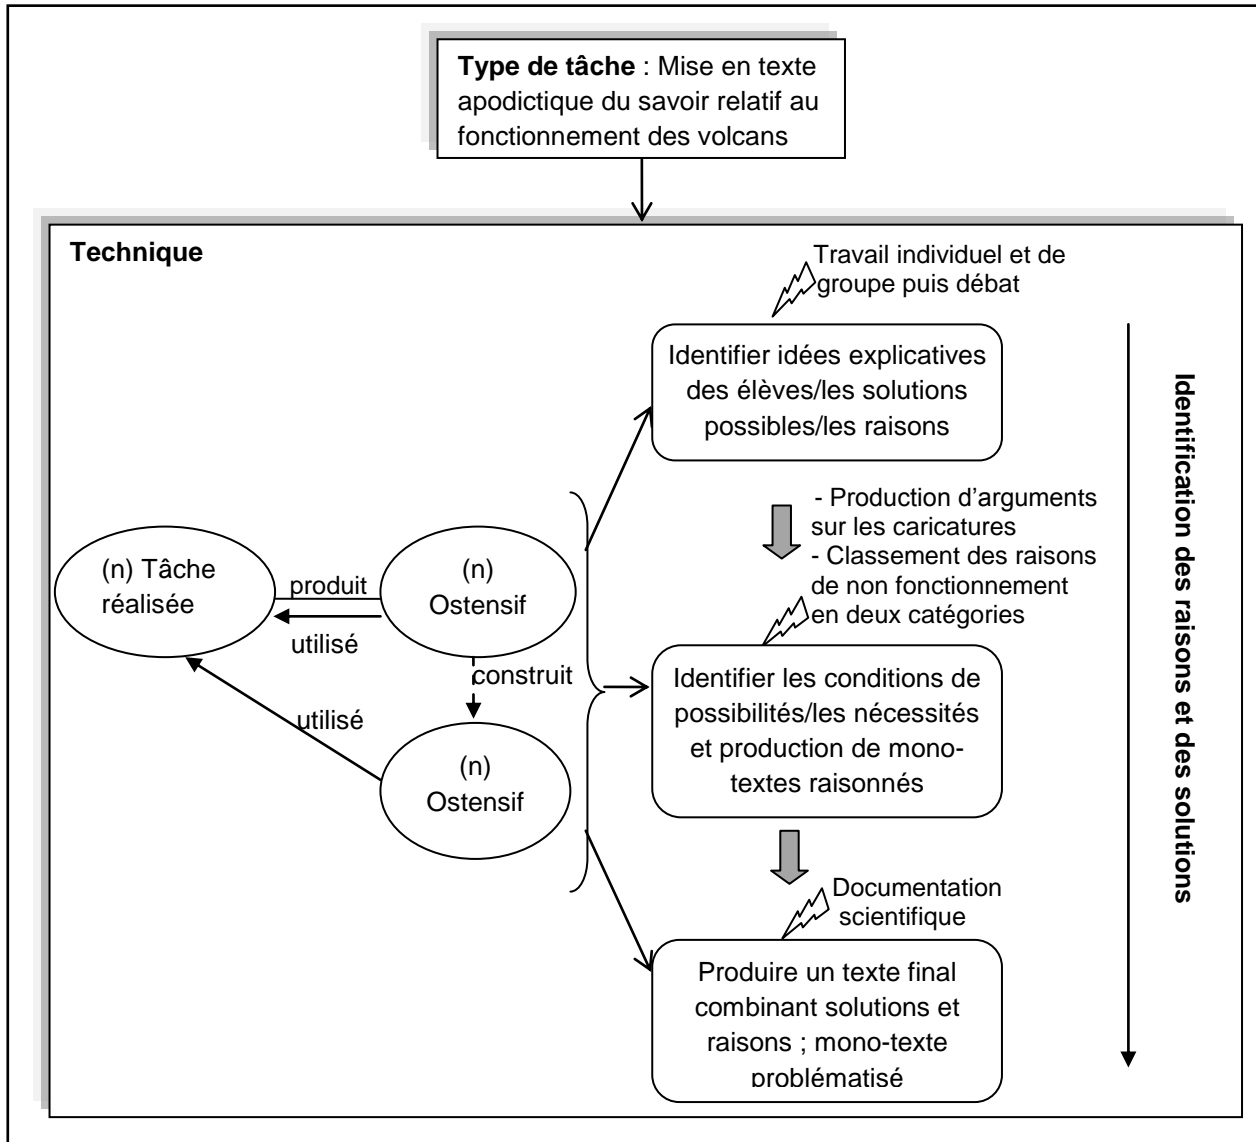 Type de tâche : Mise en texte
apodictique du savoir relatif au
fonctionnement des volcans
Technique
Travail individuel et de
groupe puis débat
Identifier idées explicatives
des élèves/les solutions
possibles/les raisons
- Production d’arguments
sur les caricatures
- Classement des raisons
de non fonctionnement
en deux catégories
(n) Tâche
réalisée
produit
utilisé
(n)
Ostensif
construit
utilisé
(n)
Ostensif
Identifier les conditions de
possibilités/les nécessités
et production de mono-
textes raisonnés
Documentation
scientifique
Produire un texte final
combinant solutions et
raisons ; mono-texte
problématisé
Identification des raisons et des solutions